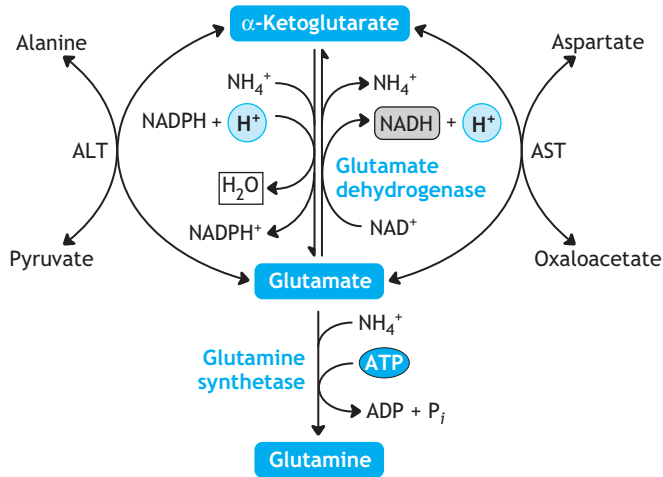 α-Ketoglutarate
Alanine
Aspartate
NH₄⁺
NH₄⁺
NADPH + H⁺
NADH + H⁺
ALT
AST
Glutamate
dehydrogenase
H₂O
NADPH⁺
NAD⁺
Pyruvate
Oxaloacetate
Glutamate
NH₄⁺
Glutamine
synthetase
ATP
ADP + Pᵢ
Glutamine